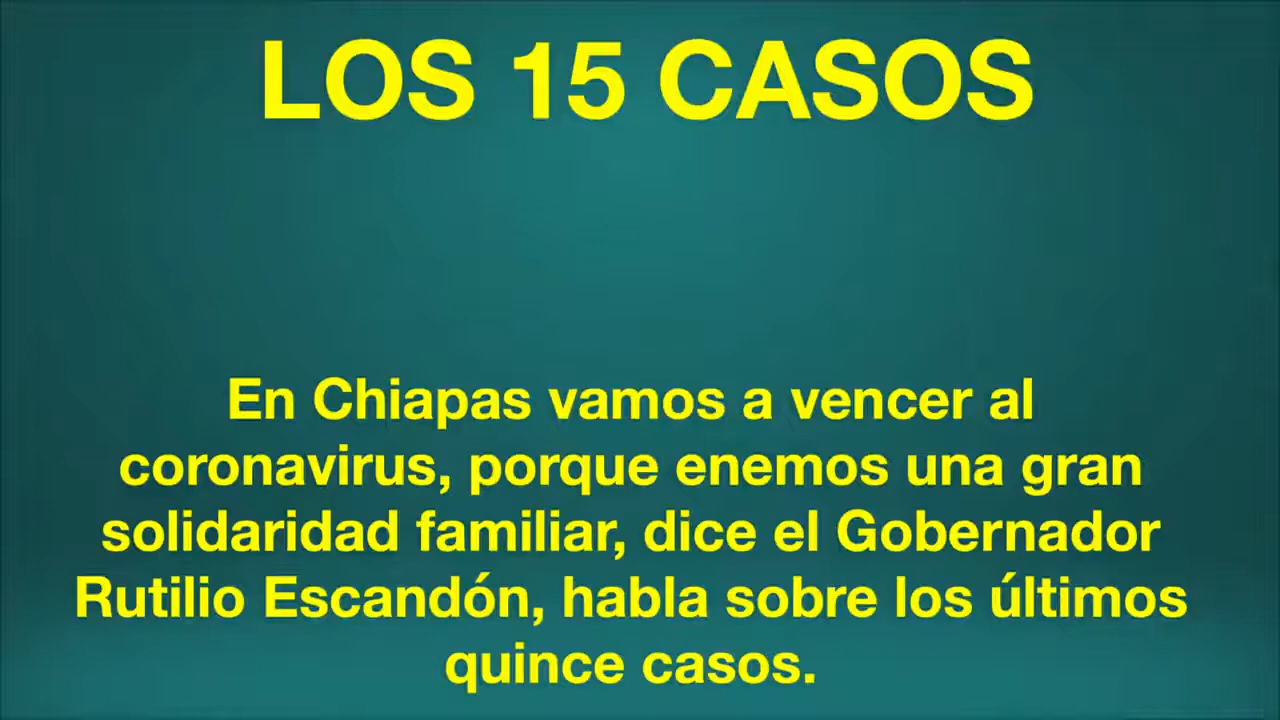 LOS 15 CASOS
En Chiapas vamos a vencer al
coronavirus, porque enemos una gran
solidaridad familiar, dice el Gobernador
Rutilio Escandón, habla sobre los últimos
quince casos.